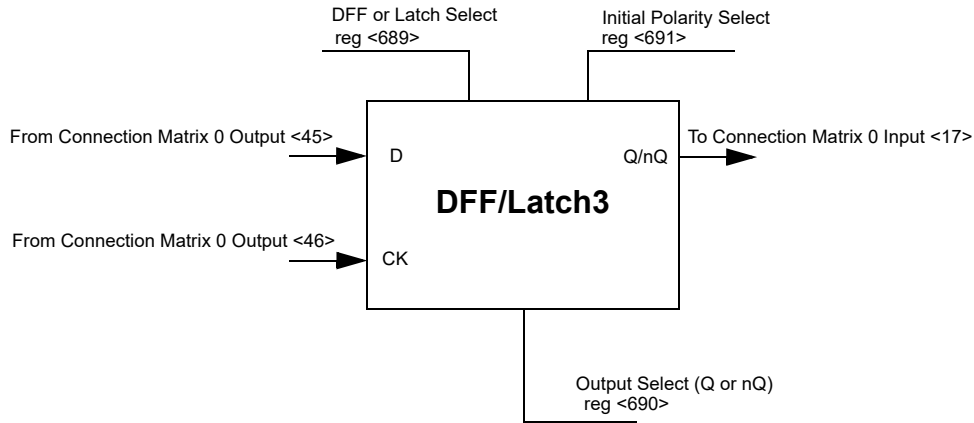 DFF or Latch Select
reg <689>
Initial Polarity Select
reg <691>
From Connection Matrix 0 Output <45>
D
Q/nQ
To Connection Matrix 0 Input <17>
DFF/Latch3
From Connection Matrix 0 Output <46>
CK
Output Select (Q or nQ)
reg <690>